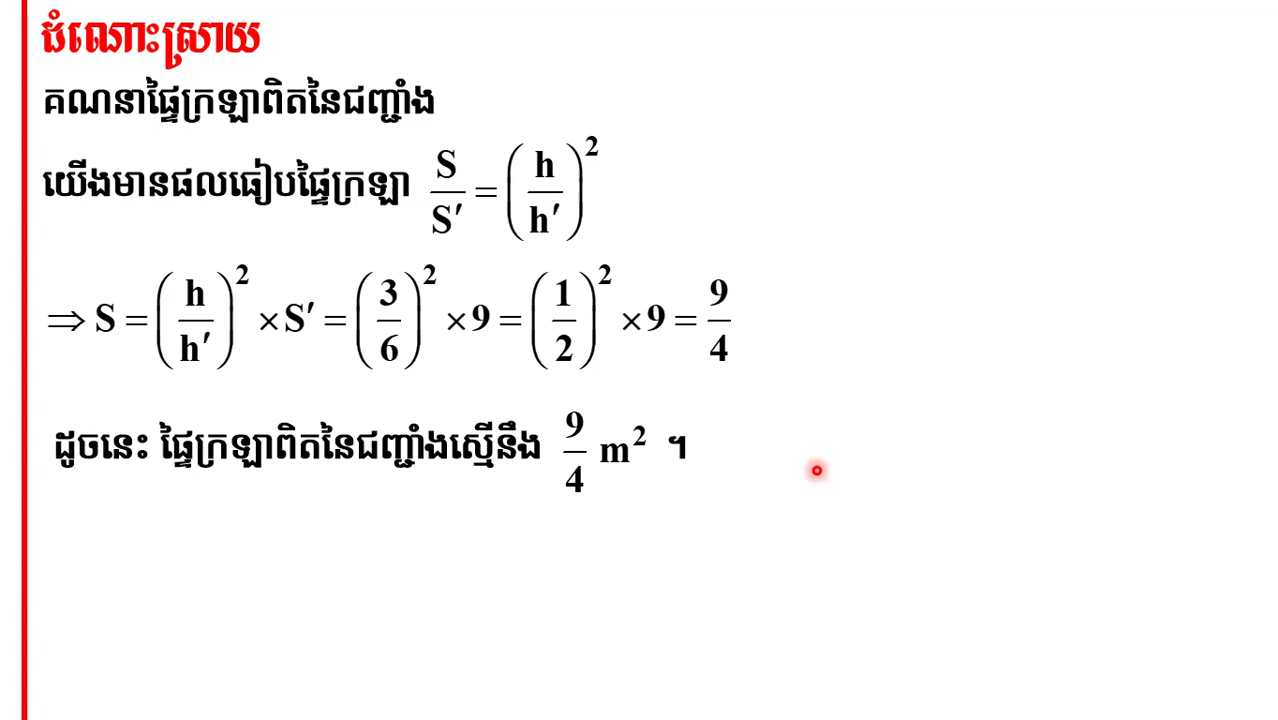 ដំណោះស្រាយ
គណនាផ្ទៃក្រឡាពិតនៃជញ្ជាំង
យើងមានផលធៀបផ្ទៃក្រឡា S/S′ = (h/h′)²
⇒ S = (h/h′)² × S′ = (3/6)² × 9 = (1/2)² × 9 = 9/4
ដូចនេះ ផ្ទៃក្រឡាពិតនៃជញ្ជាំងស្មើនឹង 9/4 m² ។